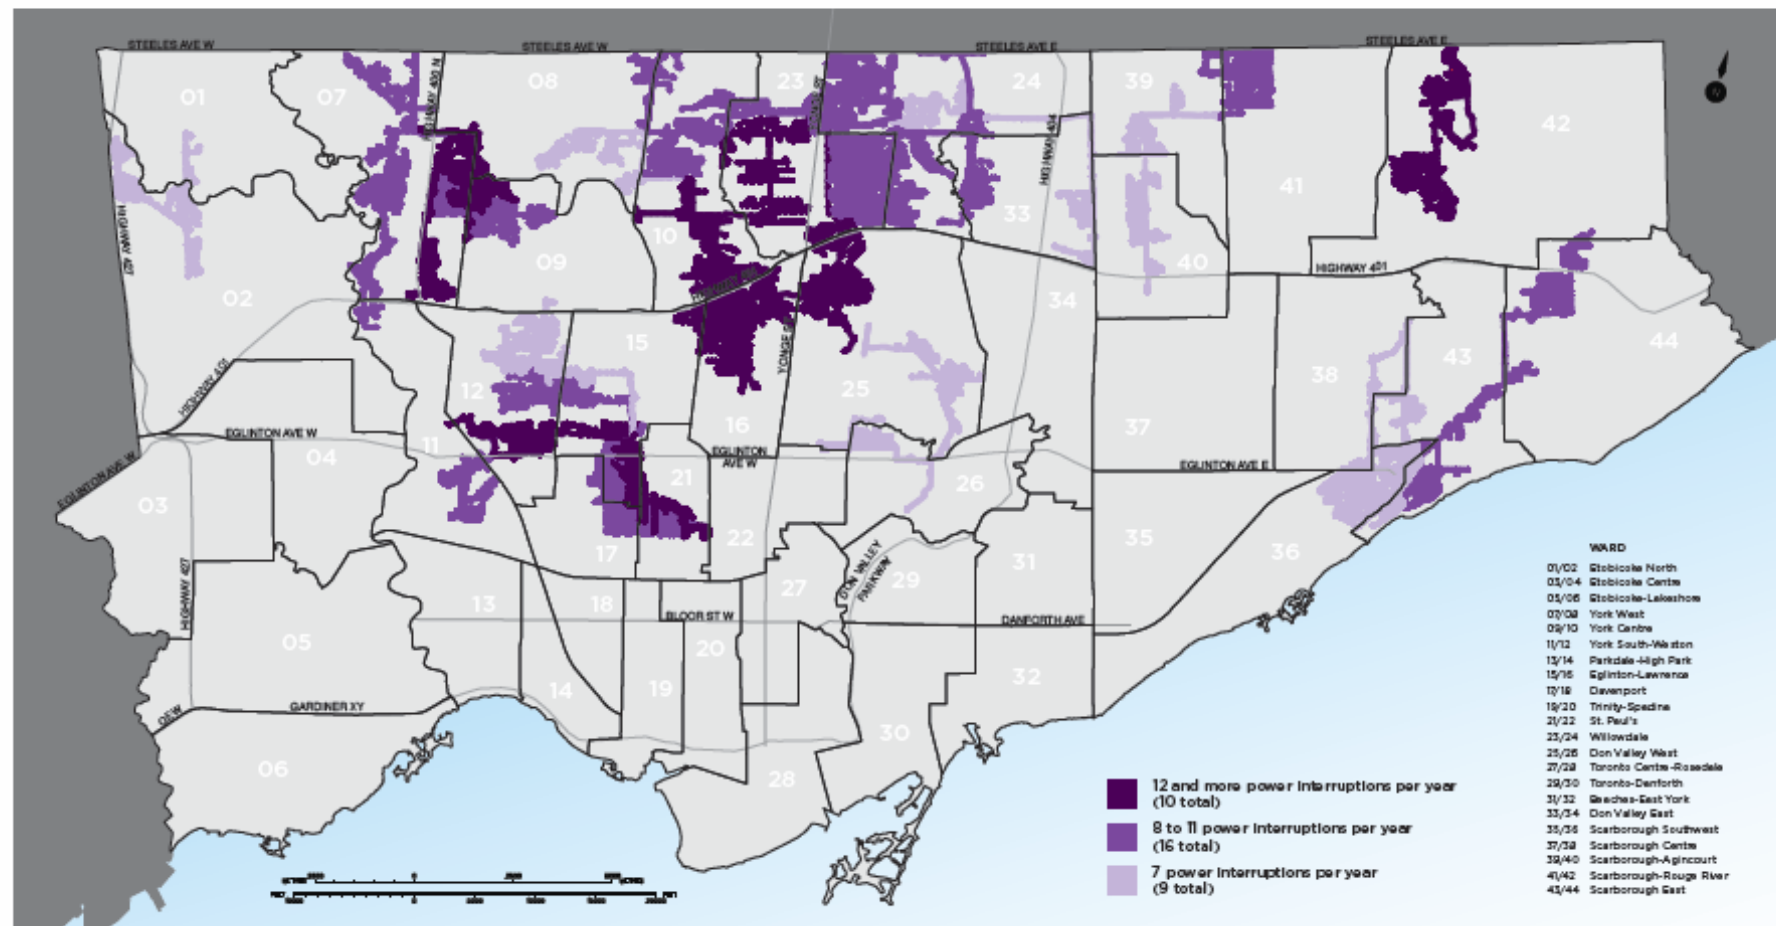 STEELES AVE W
STEELES AVE W
STEELES AVE E
STEELES AVE E
01
07
08
23
24
39
42
HIGHWAY 400 N
HIGHWAY 404
41
33
HIGHWAY 427
10
09
40
HIGHWAY 401
02
34
15
YONGE
44
43
12
25
38
HIGHWAY 401
16
37
11
EGLINTON AVE W
EGLINTON
AVE W
EGLINTON AVE E
04
EGLINTON AVE W
21
26
03
22
35
36
17
DON VALLEY
PARKWAY
31
29
27
HIGHWAY 427
13
18
BLOOR ST W
DANFORTH AVE
05
20
19
14
32
QEW
GARDINER XY
30
06
28
12 and more power interruptions per year
(10 total)
8 to 11 power interruptions per year
(16 total)
7 power interruptions per year
(9 total)
WARD
01/02 Etobicoke North
03/04 Etobicoke Centre
05/06 Etobicoke-Lakeshore
07/08 York West
09/10 York Centre
11/12 York South-Weston
13/14 Parkdale-High Park
15/16 Eglinton-Lawrence
17/18 Davenport
19/20 Trinity-Spadina
21/22 St. Paul's
23/24 Willowdale
25/26 Don Valley West
27/28 Toronto Centre-Rosedale
29/30 Toronto-Danforth
31/32 Beaches-East York
33/34 Don Valley East
35/36 Scarborough Southwest
37/38 Scarborough Centre
39/40 Scarborough-Agincourt
41/42 Scarborough-Rouge River
43/44 Scarborough East